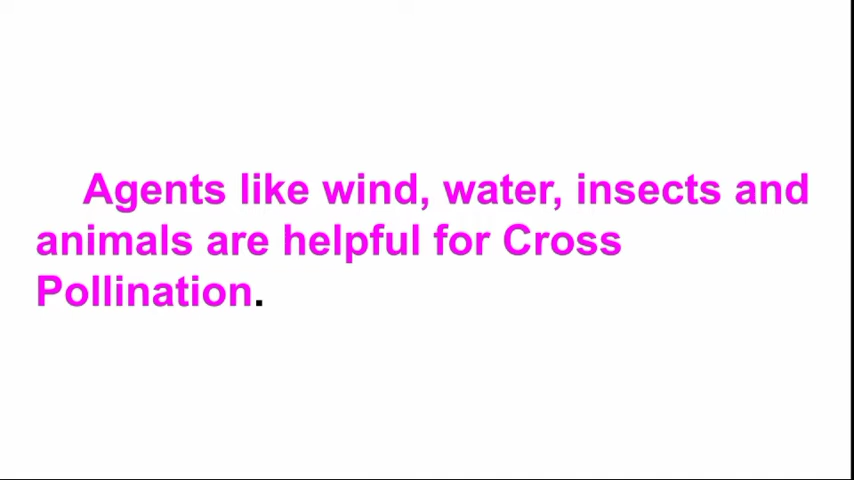 Agents like wind, water, insects and
animals are helpful for Cross
Pollination.